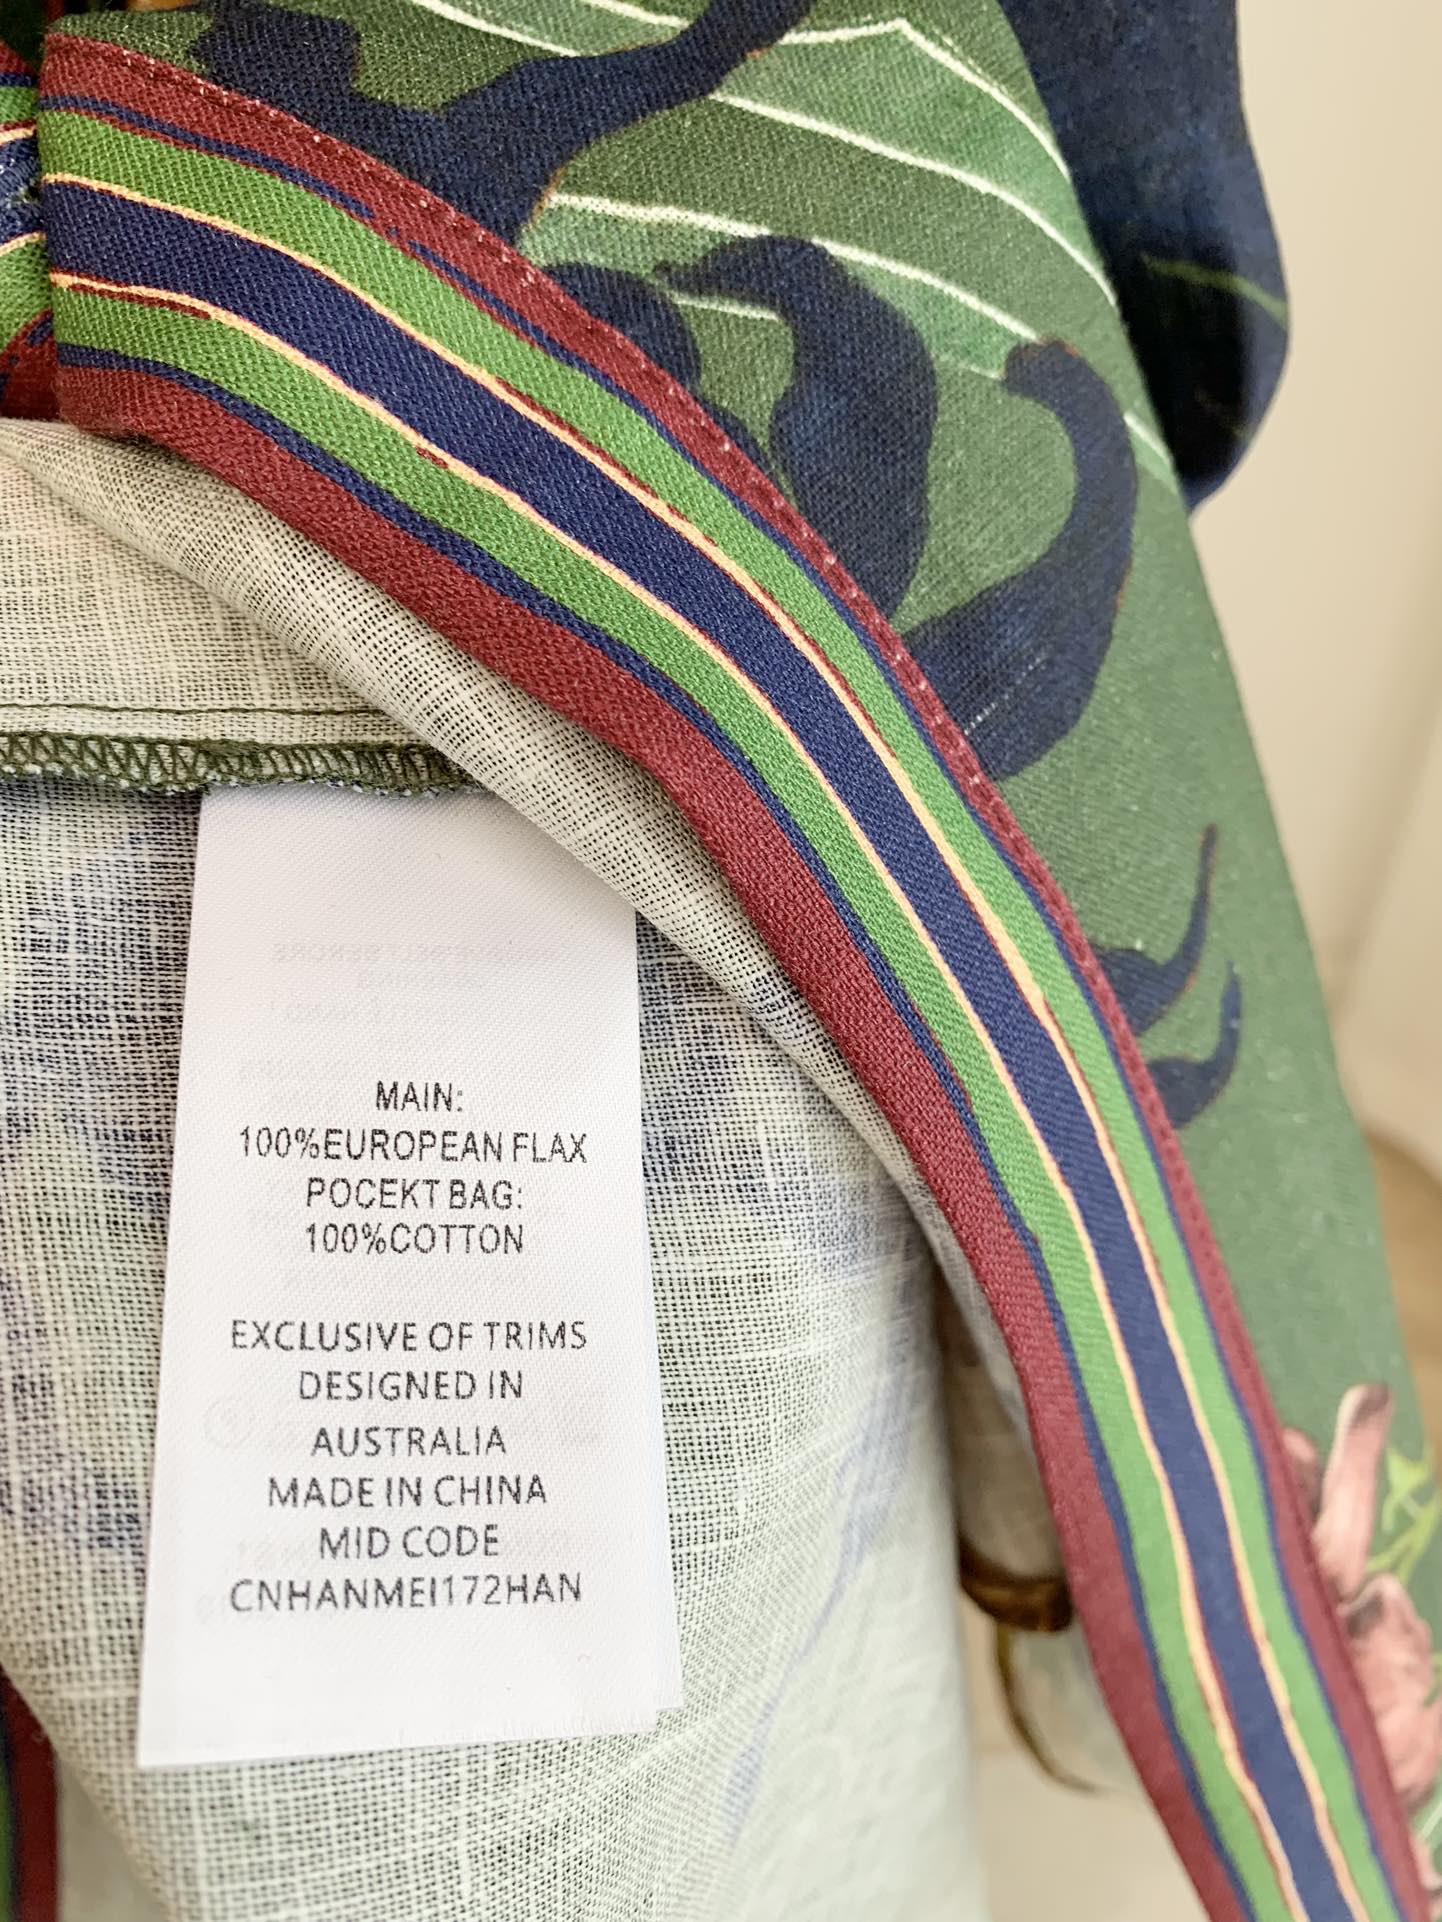 MAIN:
100%EUROPEAN FLAX
POCEKT BAG:
100%COTTON
EXCLUSIVE OF TRIMS
DESIGNED IN
AUSTRALIA
MADE IN CHINA
MID CODE
CNHANMEI172HAN